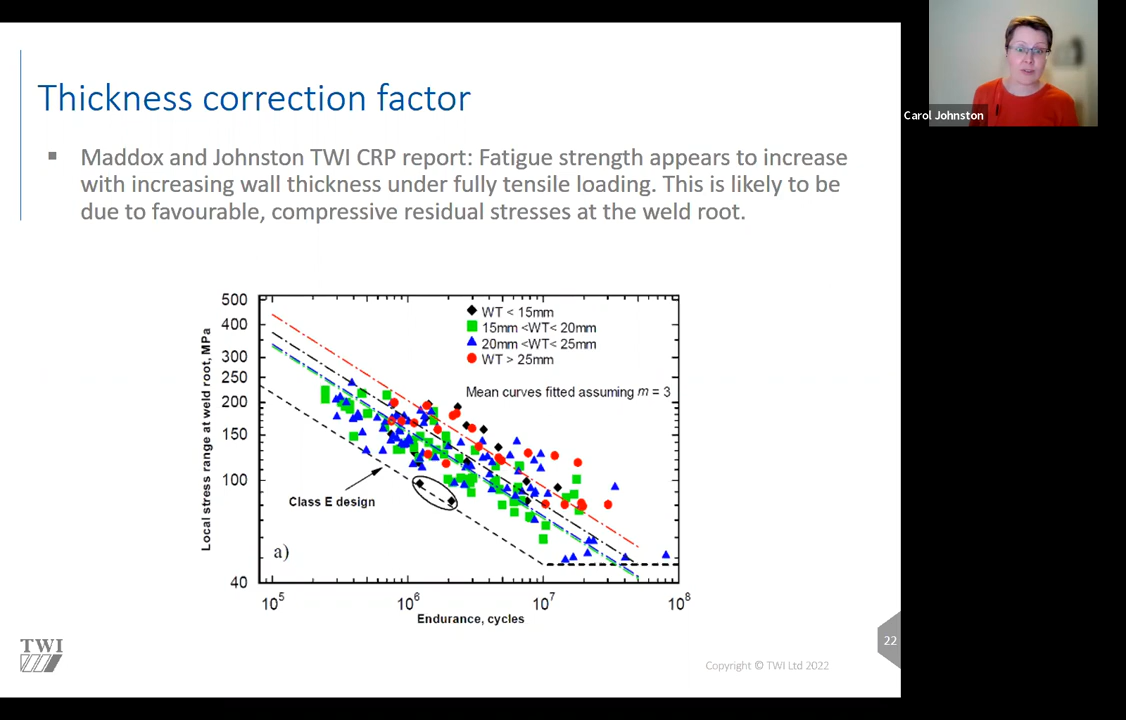 Thickness correction factor
▪ Maddox and Johnston TWI CRP report: Fatigue strength appears to increase
with increasing wall thickness under fully tensile loading. This is likely to be
due to favourable, compressive residual stresses at the weld root.
Carol Johnston
Local stress range at weld root, MPa
500
400
300
250
200
150
100
40
WT < 15mm
15mm <WT< 20mm
20mm <WT< 25mm
WT > 25mm
Mean curves fitted assuming m = 3
Class E design
a)
10⁵ 10⁶ 10⁷ 10⁸
Endurance, cycles
TWI
22
Copyright © TWI Ltd 2022